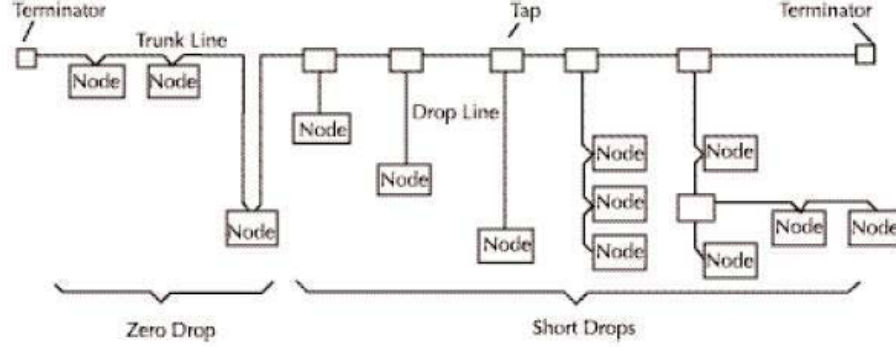 Terminator
Tap
Terminator
Trunk Line
Node
Node
Drop Line
Node
Node
Node
Node
Node
Node
Node
Node
Node
Node
Node
Node
Zero Drop
Short Drops